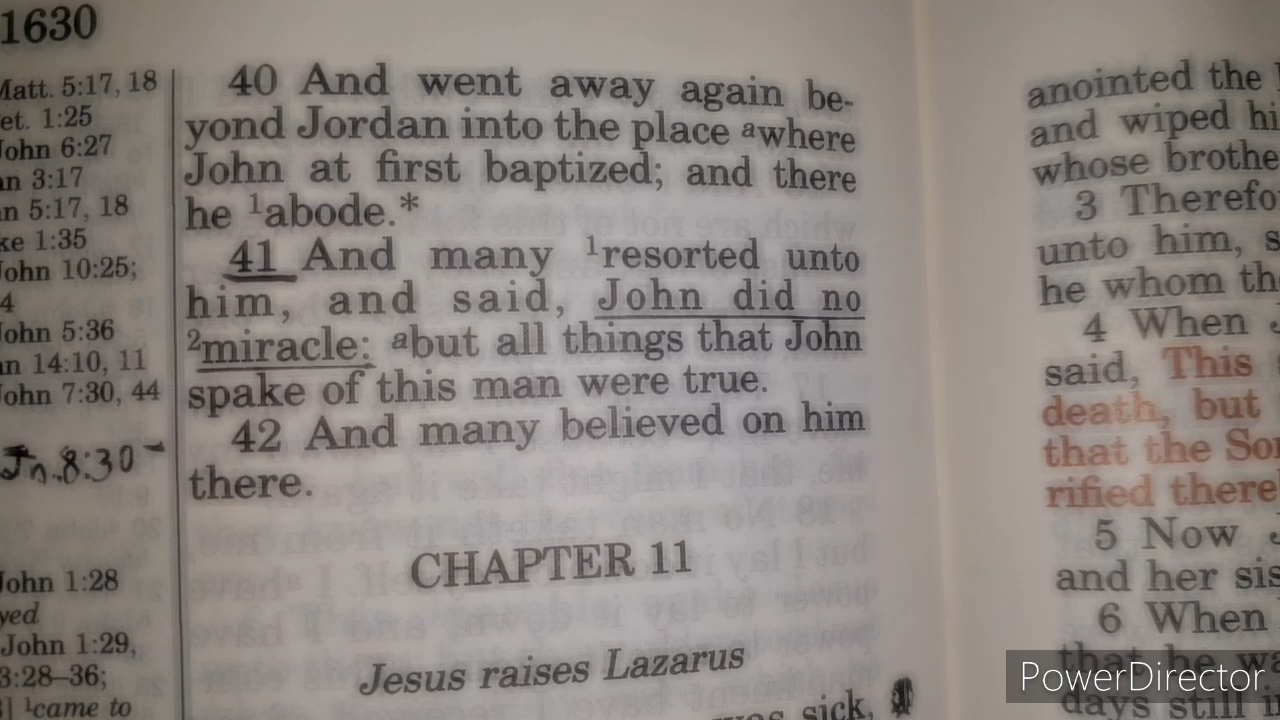 1630
Matt. 5:17, 18
et. 1:25
John 6:27
n 3:17
n 5:17, 18
ke 1:35
John 10:25;
4
John 5:36
n 14:10, 11
John 7:30, 44
Jn. 8:30-
John 1:28
yed
John 1:29,
3:28–36;
3] ¹came to
40 And went away again be-
yond Jordan into the place ᵃwhere
John at first baptized; and there
he ¹abode.*
41 And many ¹resorted unto
him, and said, John did no
²miracle: ᵃbut all things that John
spake of this man were true.
42 And many believed on him
there.
CHAPTER 11
Jesus raises Lazarus
sick,
anointed the
and wiped hi
whose brothe
3 Therefo
unto him, s
he whom th
4 When
said, This
death, but
that the So
rified there
5 Now
and her sis
6 When
that he wa
days still i
PowerDirector